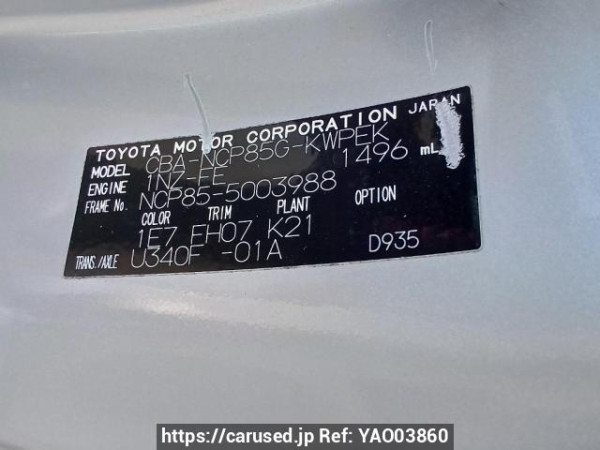 TOYOTA MOTOR CORPORATION JAPAN
MODEL CBA-NCP85G-KWPEK
ENGINE 1NZ-FE 1496 mL
FRAME No. NCP85-5003988
COLOR TRIM PLANT OPTION
1E7 FH07 K21
TRANS./AXLE U340F -01A D935
https://carused.jp Ref: YAO03860